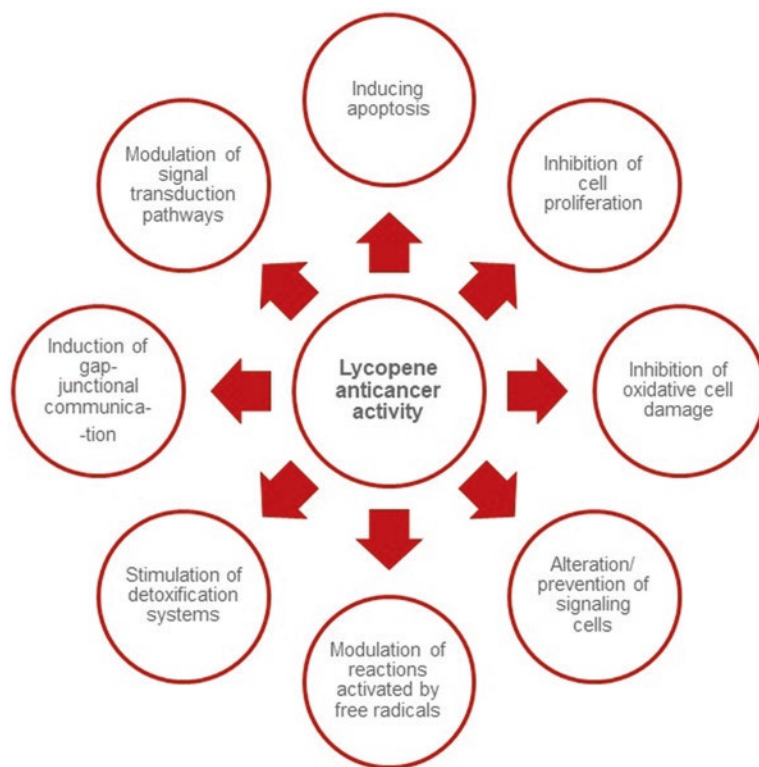 Inducing
apoptosis
Inhibition of
cell
proliferation
Inhibition of
oxidative cell
damage
Alteration/
prevention of
signaling
cells
Modulation of
reactions
activated by
free radicals
Stimulation of
detoxification
systems
Induction of
gap-
junctional
communica-
-tion
Modulation of
signal
transduction
pathways
Lycopene
anticancer
activity